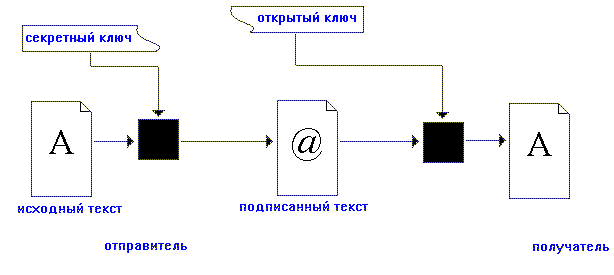 секретный ключ
открытый ключ
A
@
A
исходный текст
подписанный текст
отправитель
получатель